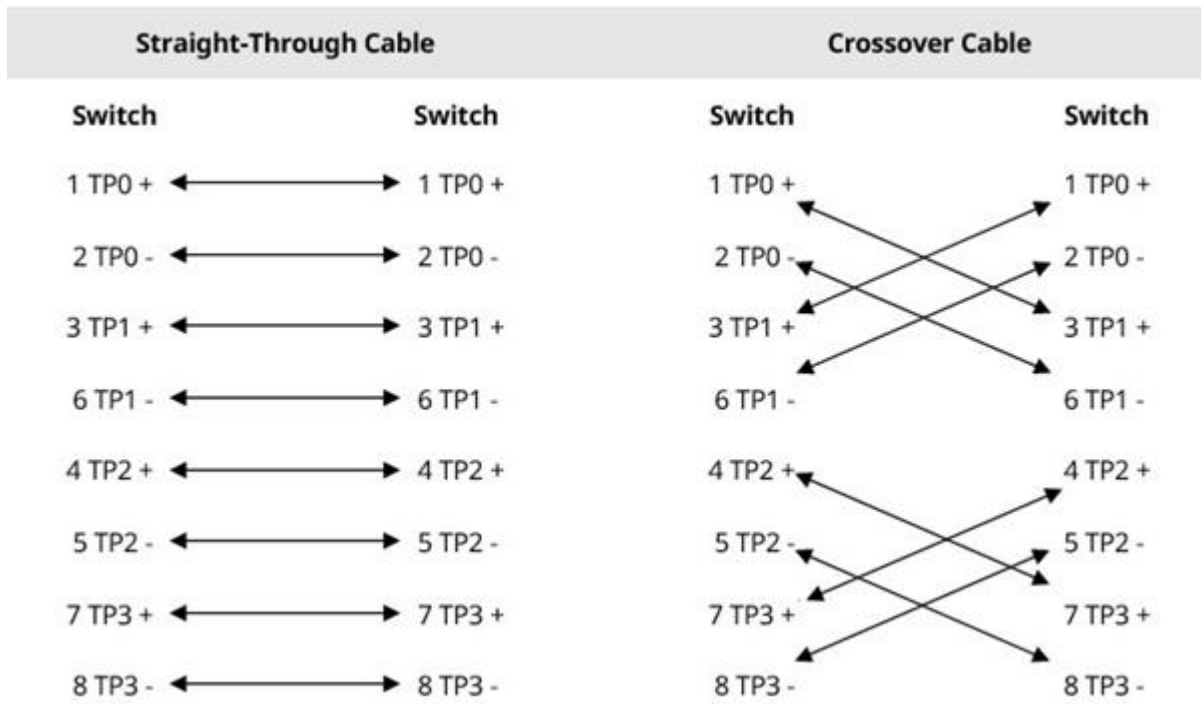 Straight-Through Cable Crossover Cable
Switch Switch Switch Switch
1 TP0 + 1 TP0 + 1 TP0 + 1 TP0 +
2 TP0 - 2 TP0 - 2 TP0 - 2 TP0 -
3 TP1 + 3 TP1 + 3 TP1 + 3 TP1 +
6 TP1 - 6 TP1 - 6 TP1 - 6 TP1 -
4 TP2 + 4 TP2 + 4 TP2 + 4 TP2 +
5 TP2 - 5 TP2 - 5 TP2 - 5 TP2 -
7 TP3 + 7 TP3 + 7 TP3 + 7 TP3 +
8 TP3 - 8 TP3 - 8 TP3 - 8 TP3 -